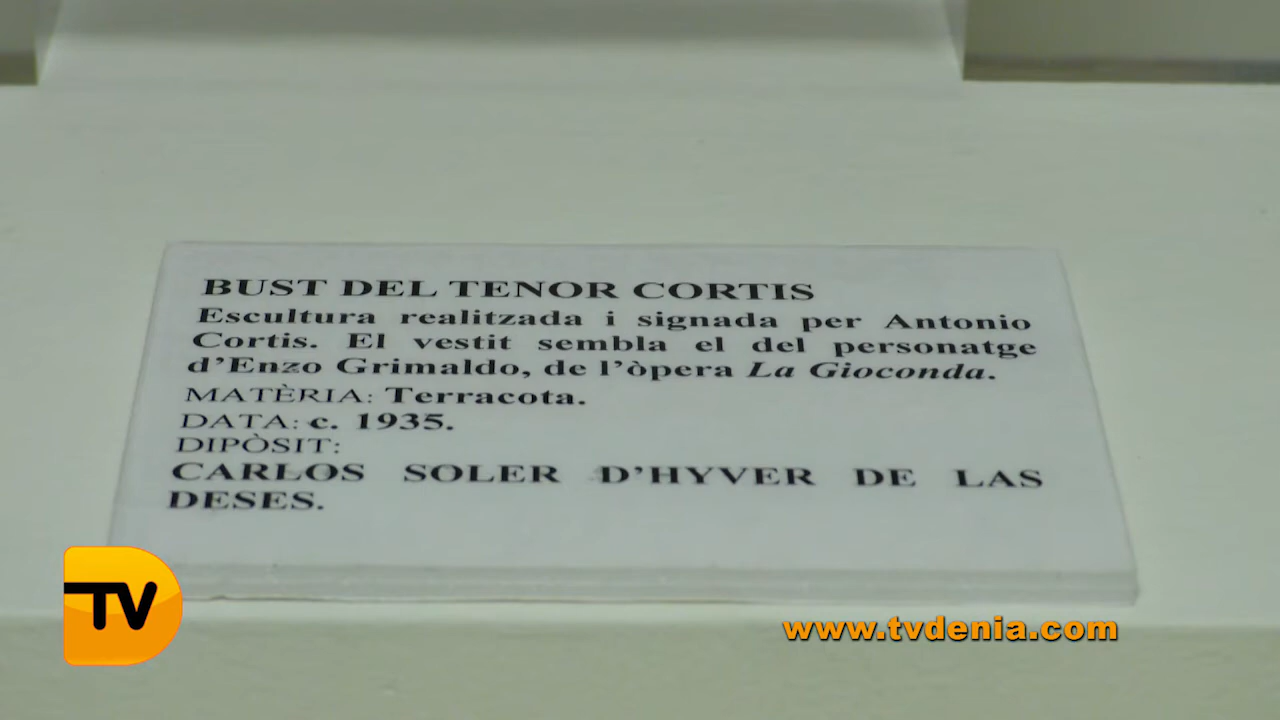 BUST DEL TENOR CORTIS
Escultura realitzada i signada per Antonio
Cortis. El vestit sembla el del personatge
d'Enzo Grimaldo, de l'òpera La Gioconda.
MATÈRIA: Terracota.
DATA: c. 1935.
DIPÒSIT:
CARLOS SOLER D'HYVER DE LAS
DESES.
TV
www.tvdenia.com